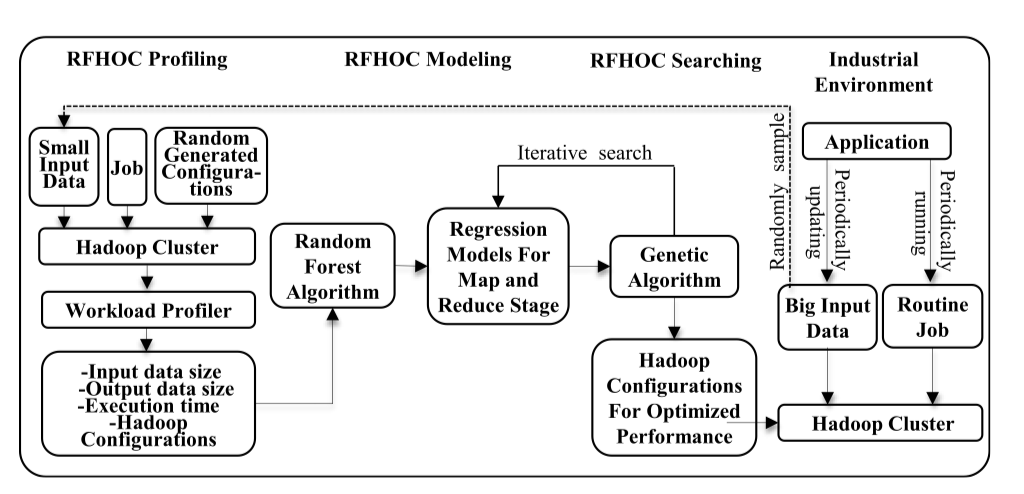 RFHOC Profiling
RFHOC Modeling
RFHOC Searching
Industrial
Environment
Small
Input
Data
Job
Random
Generated
Configura-
tions
Hadoop Cluster
Workload Profiler
-Input data size
-Output data size
-Execution time
-Hadoop
Configurations
Random
Forest
Algorithm
Iterative search
Regression
Models For
Map and
Reduce Stage
Genetic
Algorithm
Hadoop
Configurations
For Optimized
Performance
Randomly sample
Application
Periodically
updating
Periodically
running
Big Input
Data
Routine
Job
Hadoop Cluster